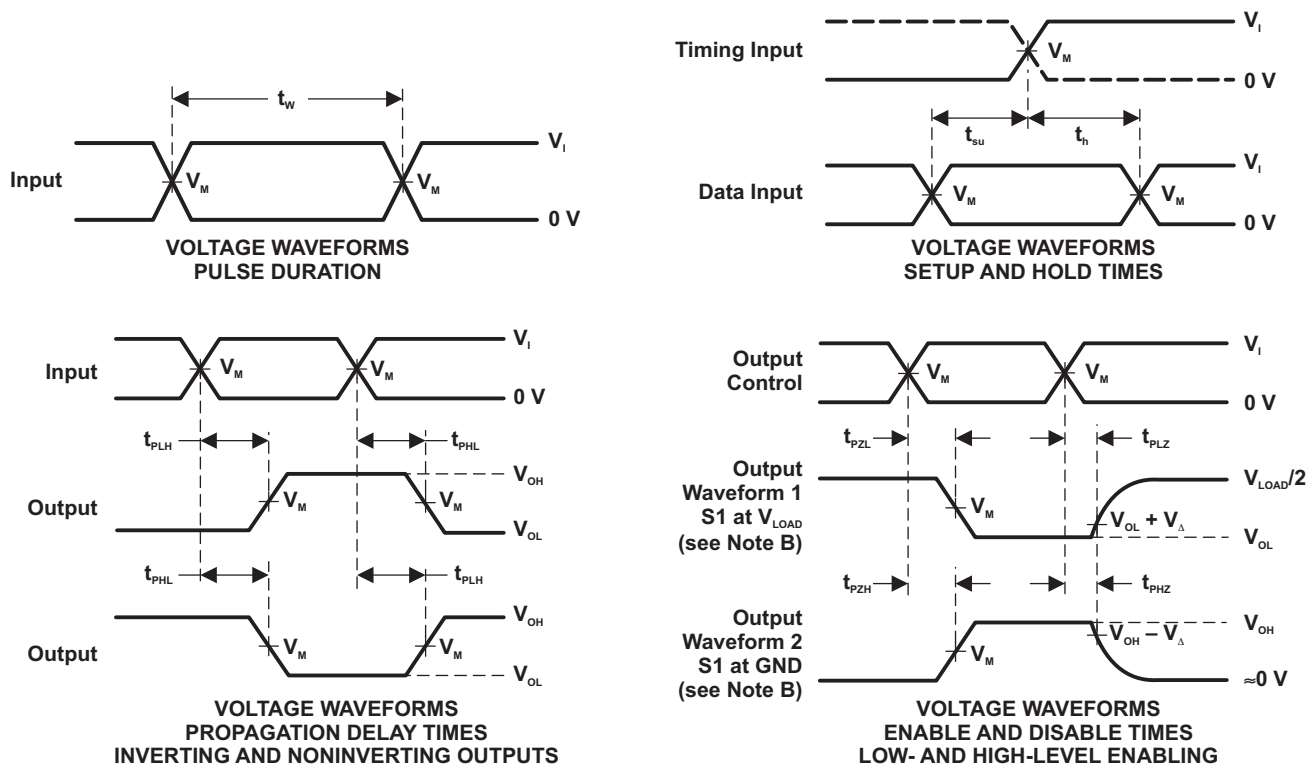 t_W
V_I
Input
V_M
V_M
0 V
VOLTAGE WAVEFORMS
PULSE DURATION
Timing Input
V_I
V_M
0 V
t_su
t_h
V_I
Data Input
V_M
V_M
0 V
VOLTAGE WAVEFORMS
SETUP AND HOLD TIMES
V_I
Input
V_M
V_M
0 V
t_PLH
t_PHL
V_OH
Output
V_M
V_M
V_OL
t_PHL
t_PLH
V_OH
Output
V_M
V_M
V_OL
VOLTAGE WAVEFORMS
PROPAGATION DELAY TIMES
INVERTING AND NONINVERTING OUTPUTS
V_I
Output
Control
V_M
V_M
0 V
t_PZL
t_PLZ
Output
Waveform 1
S1 at V_LOAD
(see Note B)
V_LOAD/2
V_M
V_OL + V_Δ
V_OL
t_PZH
t_PHZ
Output
Waveform 2
S1 at GND
(see Note B)
V_OH
V_OH – V_Δ
V_M
≈0 V
VOLTAGE WAVEFORMS
ENABLE AND DISABLE TIMES
LOW- AND HIGH-LEVEL ENABLING